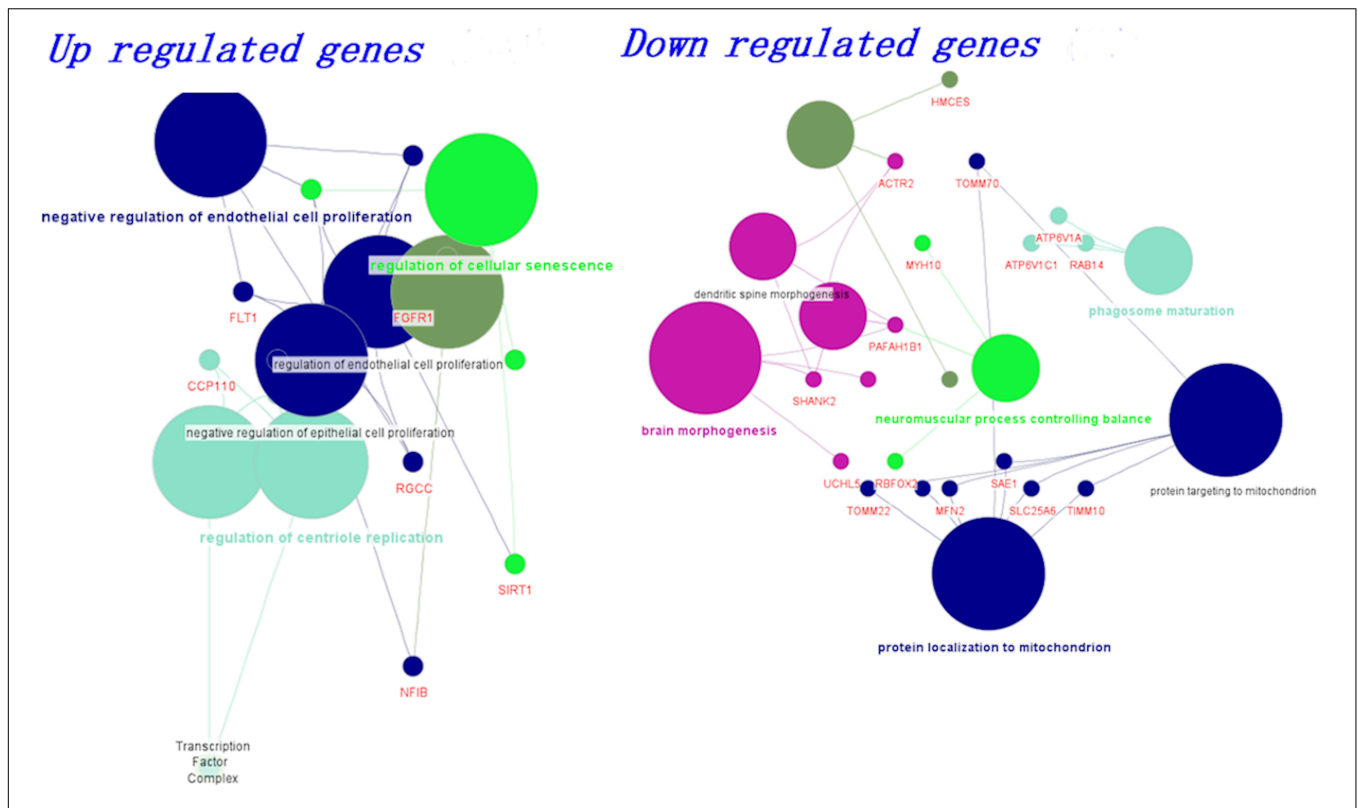 Up regulated genes
negative regulation of endothelial cell proliferation
regulation of cellular senescence
FLT1
FGFR1
regulation of endothelial cell proliferation
CCP110
negative regulation of epithelial cell proliferation
RGCC
regulation of centriole replication
SIRT1
NFIB
Transcription
Factor
Complex
Down regulated genes
HMCES
ACTR2
TOMM70
ATP6V1A
MYH10
ATP6V1C1
RAB14
dendritic spine morphogenesis
phagosome maturation
PAFAH1B1
SHANK2
neuromuscular process controlling balance
brain morphogenesis
UCHL5
RBFOX2
SAE1
protein targeting to mitochondrion
TOMM22
MFN2
SLC25A6
TIMM10
protein localization to mitochondrion